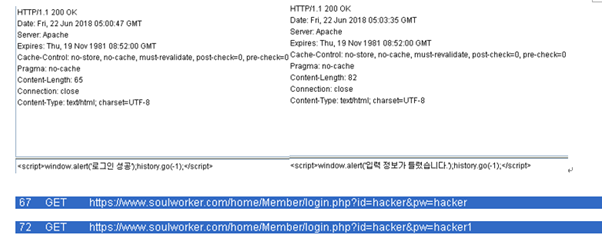 HTTP/1.1 200 OK
Date: Fri, 22 Jun 2018 05:00:47 GMT
Server: Apache
Expires: Thu, 19 Nov 1981 08:52:00 GMT
Cache-Control: no-store, no-cache, must-revalidate, post-check=0, pre-check=0
Pragma: no-cache
Content-Length: 65
Connection: close
Content-Type: text/html; charset=UTF-8
<script>window.alert('로그인 성공');history.go(-1);</script>
HTTP/1.1 200 OK
Date: Fri, 22 Jun 2018 05:03:35 GMT
Server: Apache
Expires: Thu, 19 Nov 1981 08:52:00 GMT
Cache-Control: no-store, no-cache, must-revalidate, post-check=0, pre-check=0
Pragma: no-cache
Content-Length: 82
Connection: close
Content-Type: text/html; charset=UTF-8
<script>window.alert('입력 정보가 틀렸습니다.');history.go(-1);</script>
67 GET https://www.soulworker.com/home/Member/login.php?id=hacker&pw=hacker
72 GET https://www.soulworker.com/home/Member/login.php?id=hacker&pw=hacker1